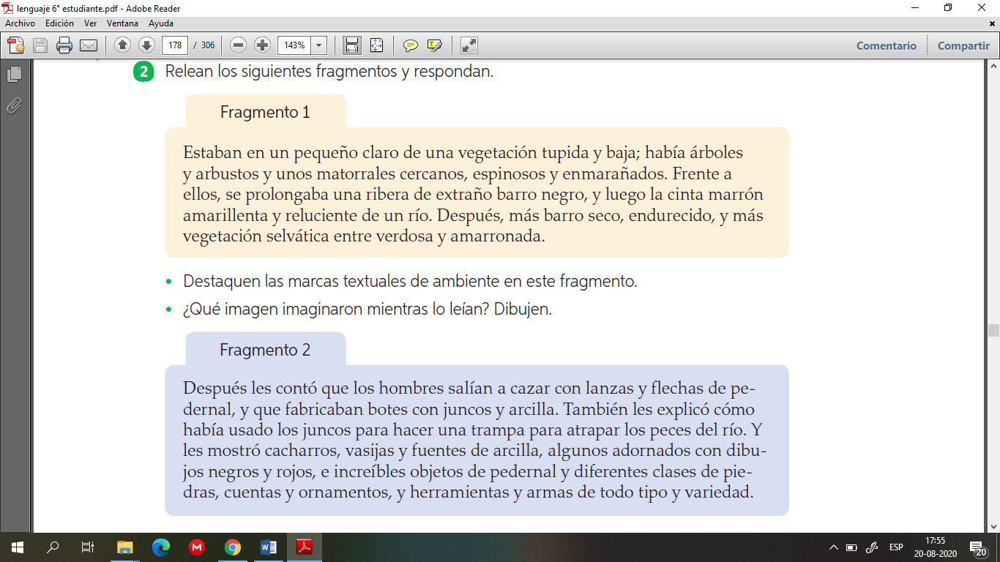 lenguaje 6° estudiante.pdf - Adobe Reader
Archivo Edición Ver Ventana Ayuda
178 / 306 143% Comentario Compartir
2 Relean los siguientes fragmentos y respondan.
Fragmento 1
Estaban en un pequeño claro de una vegetación tupida y baja; había árboles
y arbustos y unos matorrales cercanos, espinosos y enmarañados. Frente a
ellos, se prolongaba una ribera de extraño barro negro, y luego la cinta marrón
amarillenta y reluciente de un río. Después, más barro seco, endurecido, y más
vegetación selvática entre verdosa y amarronada.
• Destaquen las marcas textuales de ambiente en este fragmento.
• ¿Qué imagen imaginaron mientras lo leían? Dibujen.
Fragmento 2
Después les contó que los hombres salían a cazar con lanzas y flechas de pe-
dernal, y que fabricaban botes con juncos y arcilla. También les explicó cómo
había usado los juncos para hacer una trampa para atrapar los peces del río. Y
les mostró cacharros, vasijas y fuentes de arcilla, algunos adornados con dibu-
jos negros y rojos, e increíbles objetos de pedernal y diferentes clases de pie-
dras, cuentas y ornamentos, y herramientas y armas de todo tipo y variedad.
ESP
17:55
20-08-2020
20